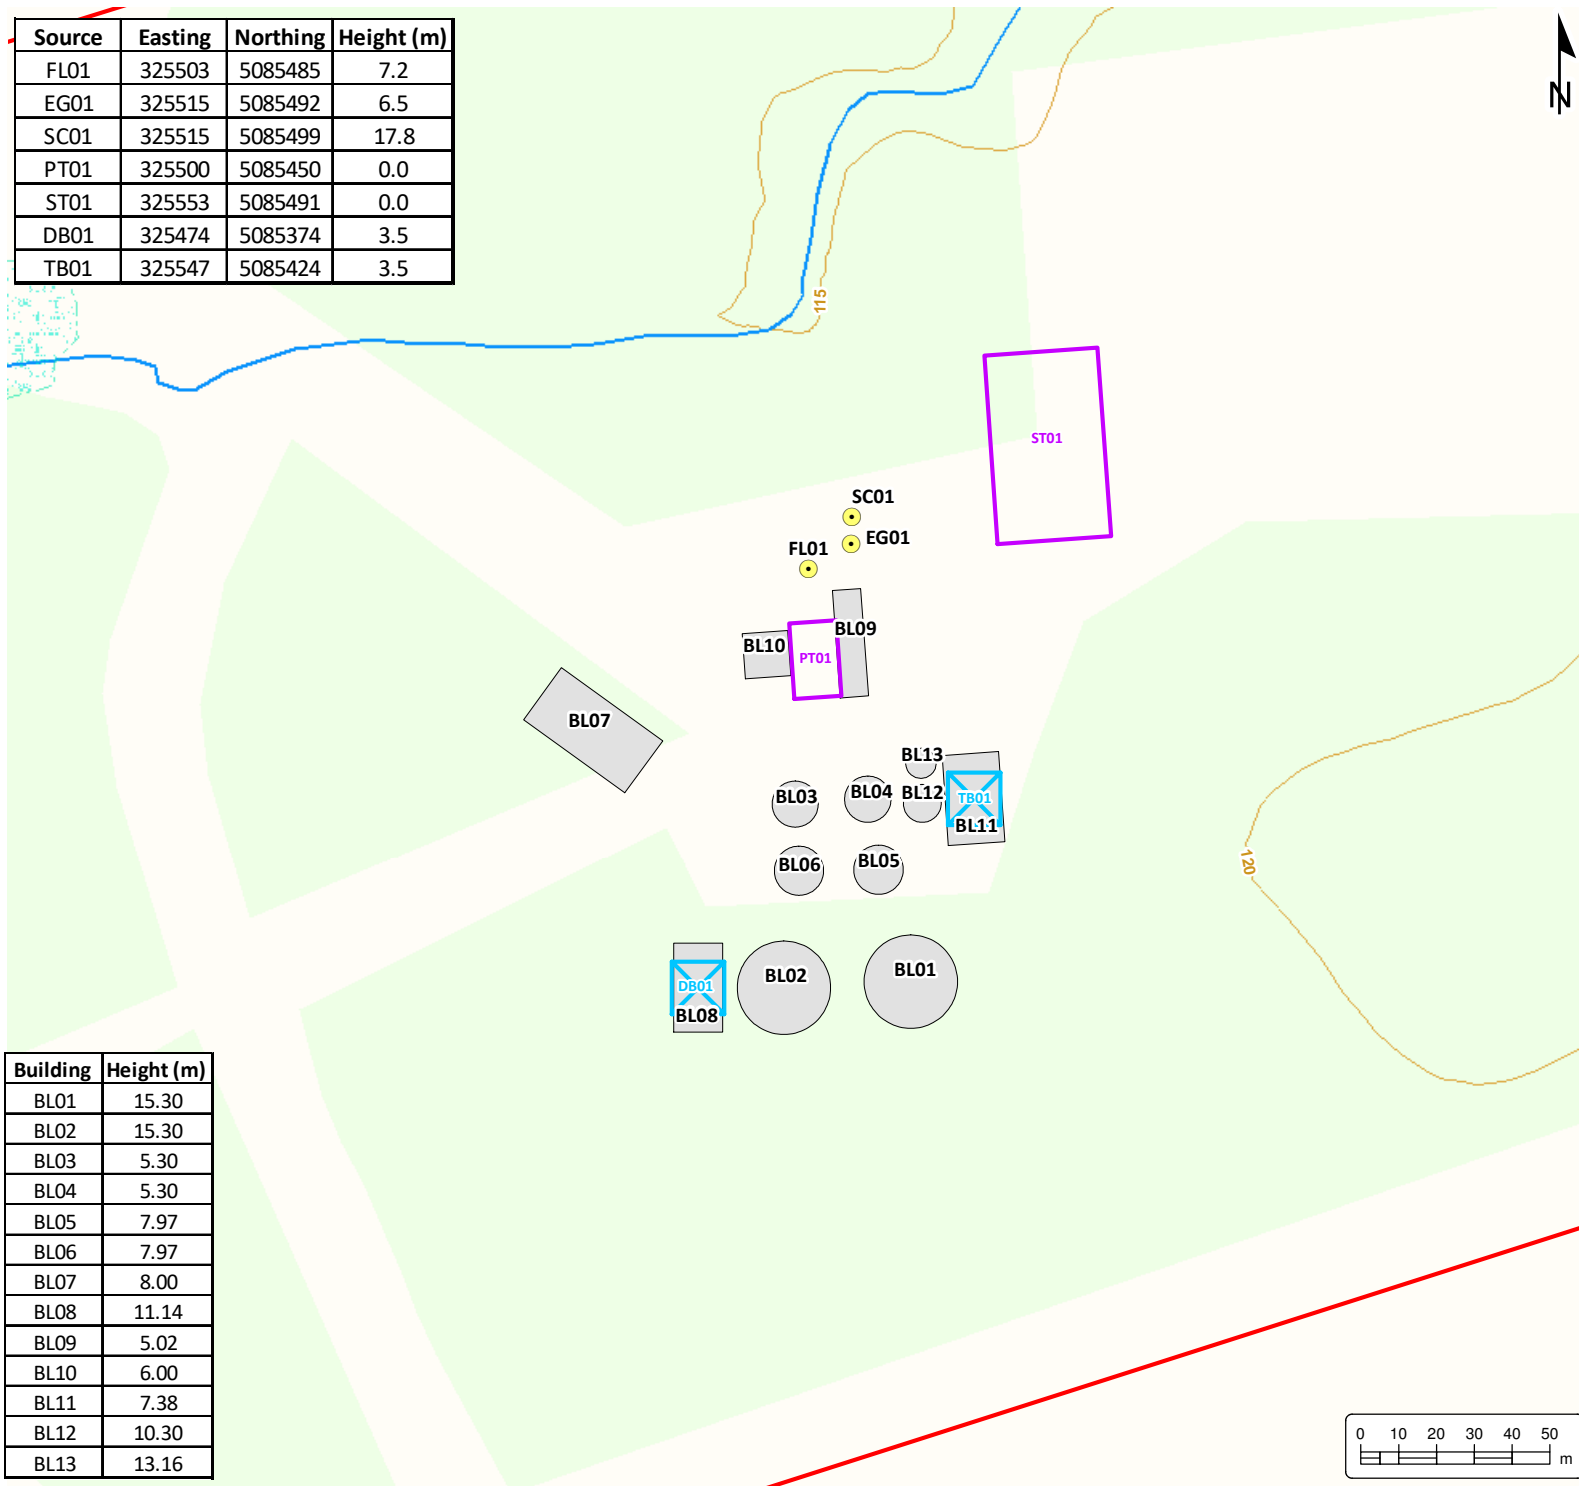 Source Easting Northing Height (m)
FL01 325503 5085485 7.2
EG01 325515 5085492 6.5
SC01 325515 5085499 17.8
PT01 325500 5085450 0.0
ST01 325553 5085491 0.0
DB01 325474 5085374 3.5
TB01 325547 5085424 3.5
N
115
ST01
SC01
EG01
FL01
BL09
BL10
PT01
BL07
BL13
BL03
BL04
BL12
TB01
BL11
BL06
BL05
120
BL02
BL01
DB01
BL08
Building Height (m)
BL01 15.30
BL02 15.30
BL03 5.30
BL04 5.30
BL05 7.97
BL06 7.97
BL07 8.00
BL08 11.14
BL09 5.02
BL10 6.00
BL11 7.38
BL12 10.30
BL13 13.16
0 10 20 30 40 50
m